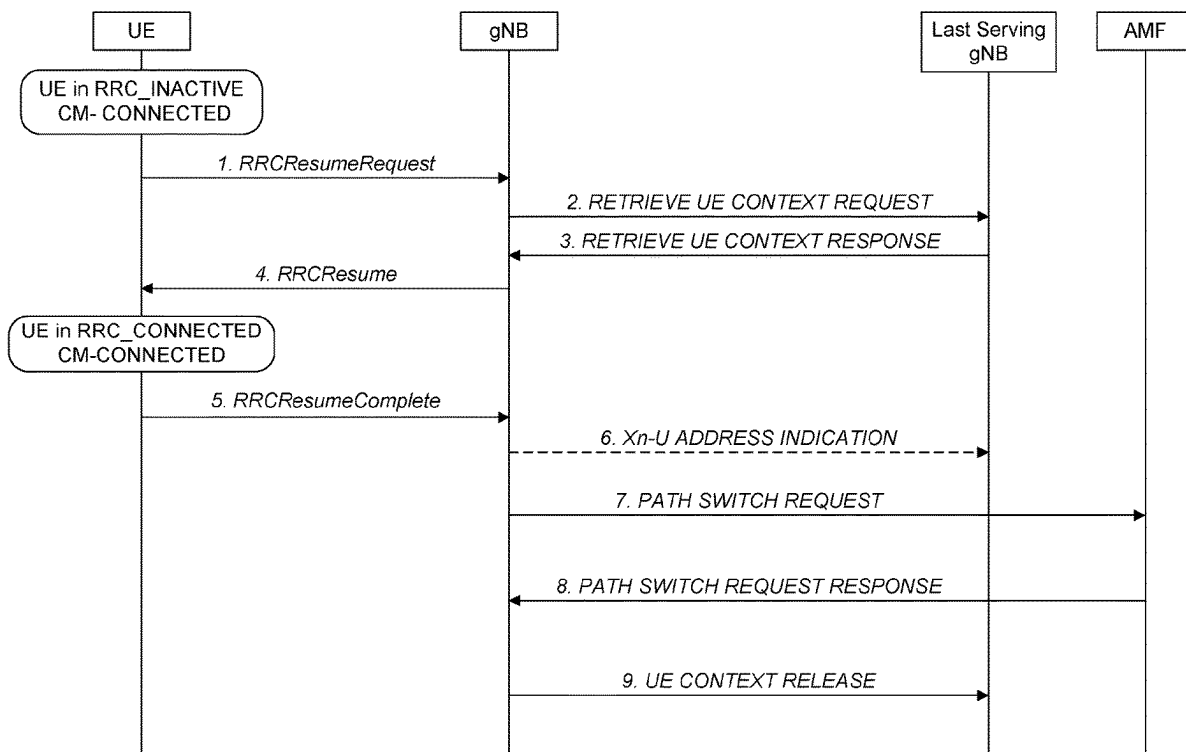 UE
gNB
Last Serving
gNB
AMF
UE in RRC_INACTIVE
CM- CONNECTED
1. RRCResumeRequest
2. RETRIEVE UE CONTEXT REQUEST
3. RETRIEVE UE CONTEXT RESPONSE
4. RRCResume
UE in RRC_CONNECTED
CM-CONNECTED
5. RRCResumeComplete
6. Xn-U ADDRESS INDICATION
7. PATH SWITCH REQUEST
8. PATH SWITCH REQUEST RESPONSE
9. UE CONTEXT RELEASE